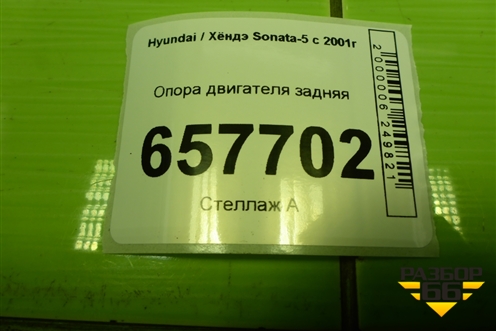 Hyundai / Хёндэ Sonata-5 с 2001г
Опора двигателя задняя
657702
Стеллаж А
2000006249821
РАЗБОР
66